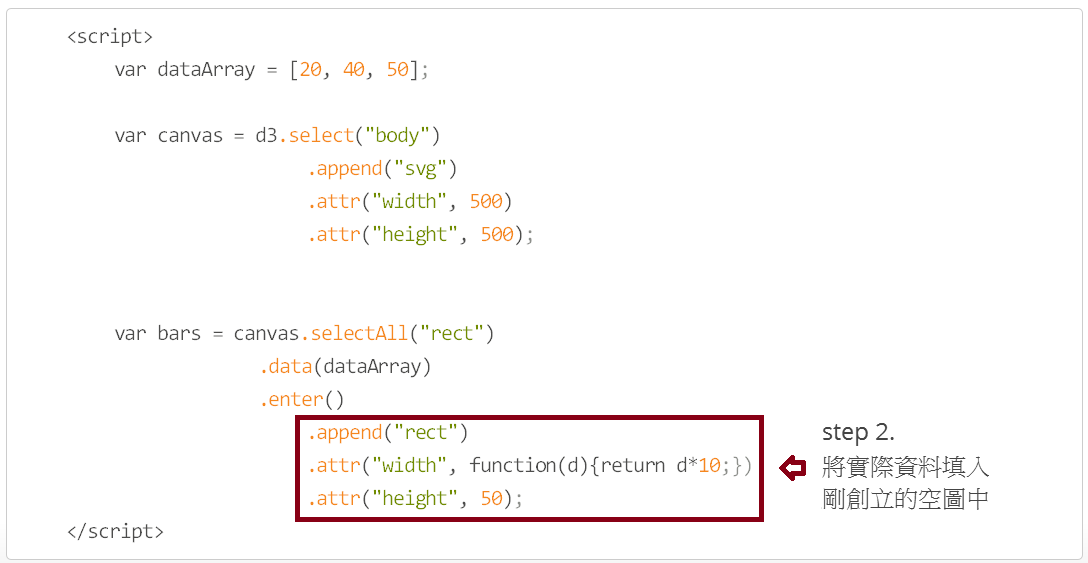 <script>
var dataArray = [20, 40, 50];
var canvas = d3.select("body")
.append("svg")
.attr("width", 500)
.attr("height", 500);
var bars = canvas.selectAll("rect")
.data(dataArray)
.enter()
.append("rect")
.attr("width", function(d){return d*10;})
.attr("height", 50);
</script>
step 2.
將實際資料填入
剛創立的空圖中